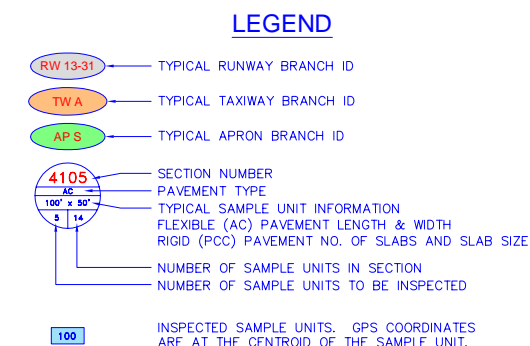 LEGEND
RW 13-31 TYPICAL RUNWAY BRANCH ID
TW A TYPICAL TAXIWAY BRANCH ID
AP S TYPICAL APRON BRANCH ID
4105 SECTION NUMBER
AC PAVEMENT TYPE
100' x 50' TYPICAL SAMPLE UNIT INFORMATION
FLEXIBLE (AC) PAVEMENT LENGTH & WIDTH
RIGID (PCC) PAVEMENT NO. OF SLABS AND SLAB SIZE
5 14
NUMBER OF SAMPLE UNITS IN SECTION
NUMBER OF SAMPLE UNITS TO BE INSPECTED
100 INSPECTED SAMPLE UNITS. GPS COORDINATES
ARE AT THE CENTROID OF THE SAMPLE UNIT.